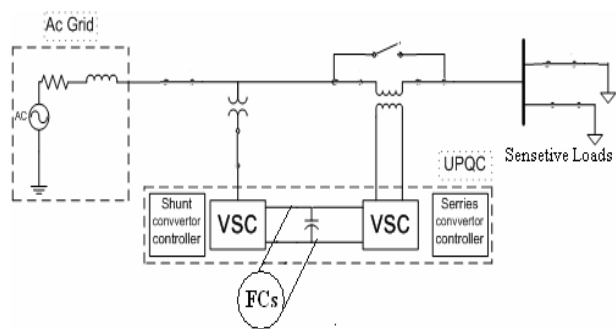 Ac Grid
AC
Sensetive Loads
UPQC
Shunt
convvertor
controller
VSC
VSC
Serries
convvertor
controller
FCs